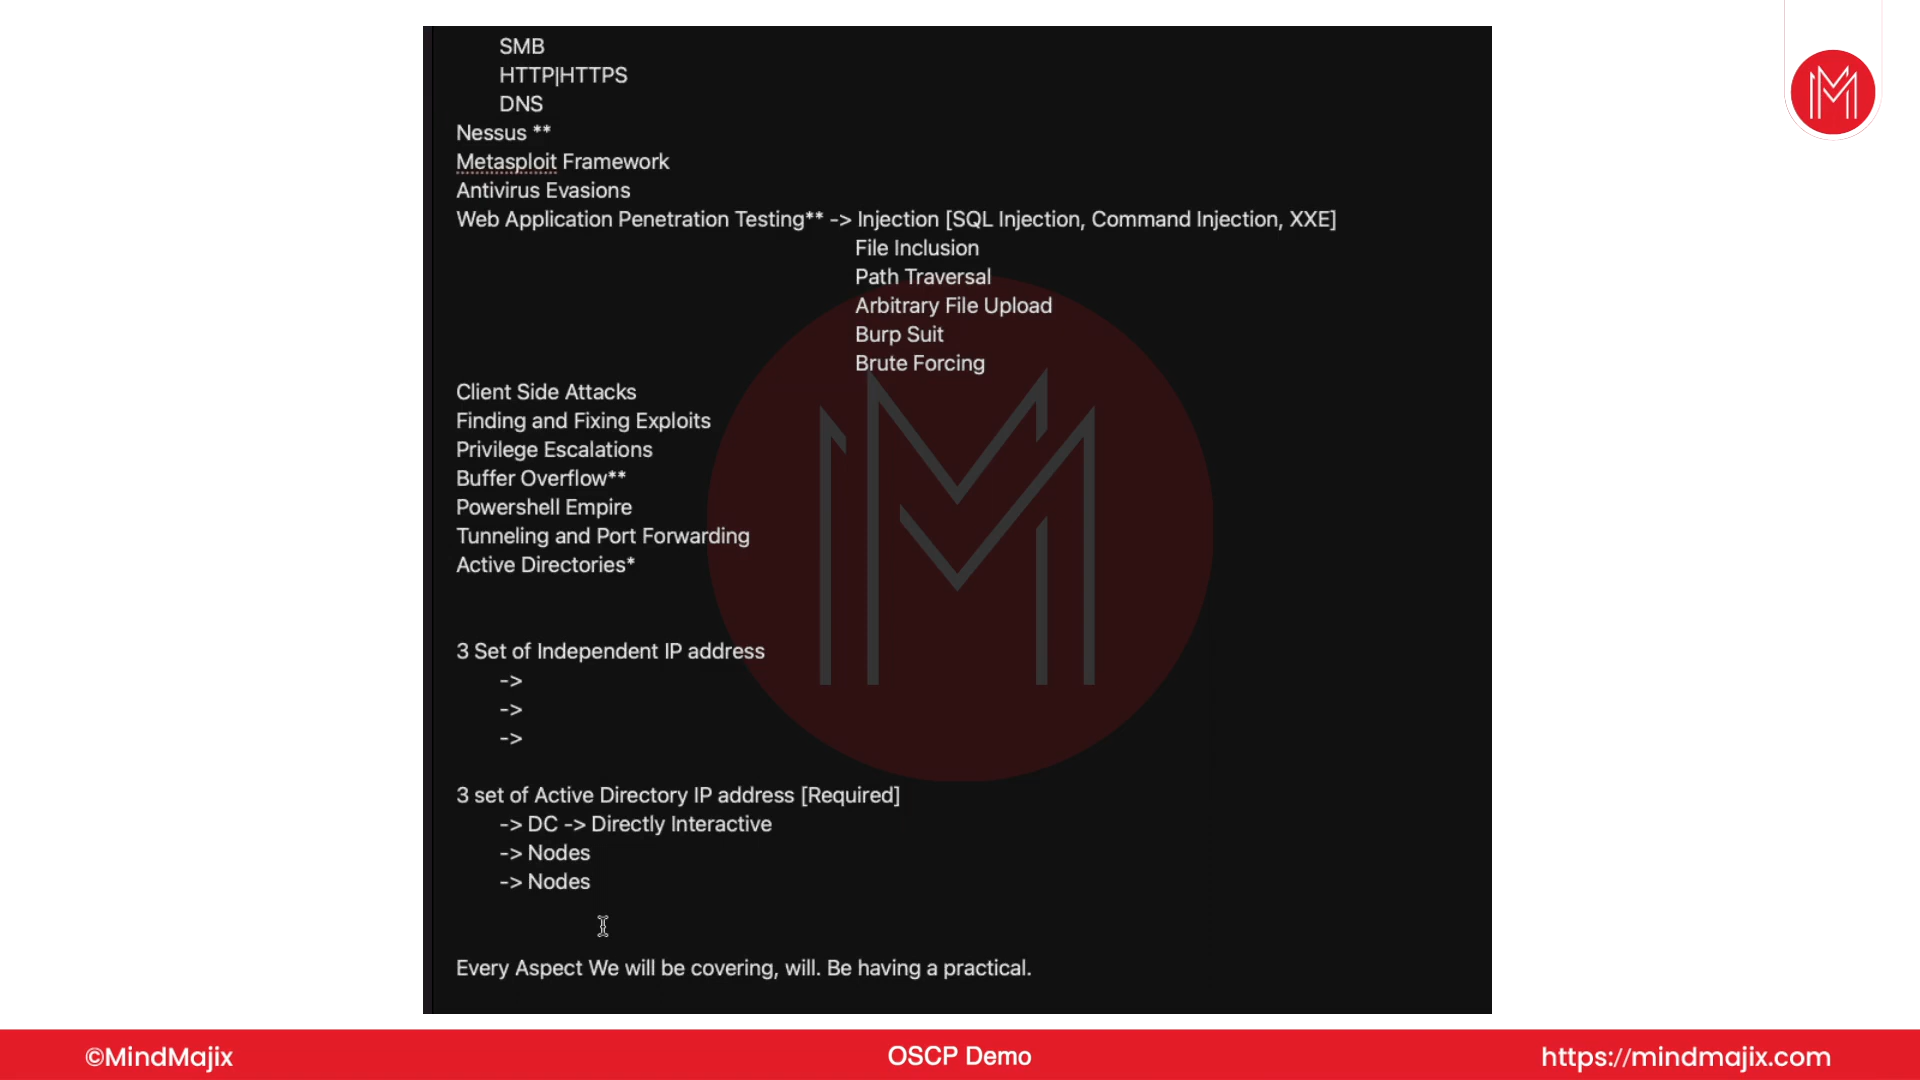 SMB
HTTP|HTTPS
DNS
Nessus **
Metasploit Framework
Antivirus Evasions
Web Application Penetration Testing** -> Injection [SQL Injection, Command Injection, XXE]
File Inclusion
Path Traversal
Arbitrary File Upload
Burp Suit
Brute Forcing
Client Side Attacks
Finding and Fixing Exploits
Privilege Escalations
Buffer Overflow**
Powershell Empire
Tunneling and Port Forwarding
Active Directories*
3 Set of Independent IP address
->
->
->
3 set of Active Directory IP address [Required]
-> DC -> Directly Interactive
-> Nodes
-> Nodes
Every Aspect We will be covering, will. Be having a practical.
©MindMajix OSCP Demo https://mindmajix.com